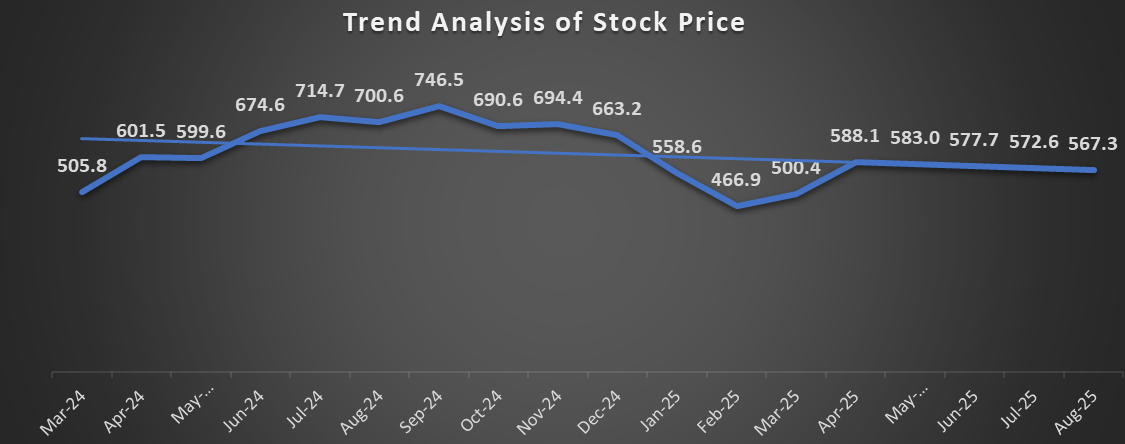 Trend Analysis of Stock Price
505.8
601.5
599.6
674.6
714.7
700.6
746.5
690.6
694.4
663.2
558.6
466.9
500.4
588.1
583.0
577.7
572.6
567.3
Mar-24
Apr-24
May-...
Jun-24
Jul-24
Aug-24
Sep-24
Oct-24
Nov-24
Dec-24
Jan-25
Feb-25
Mar-25
Apr-25
May-...
Jun-25
Jul-25
Aug-25